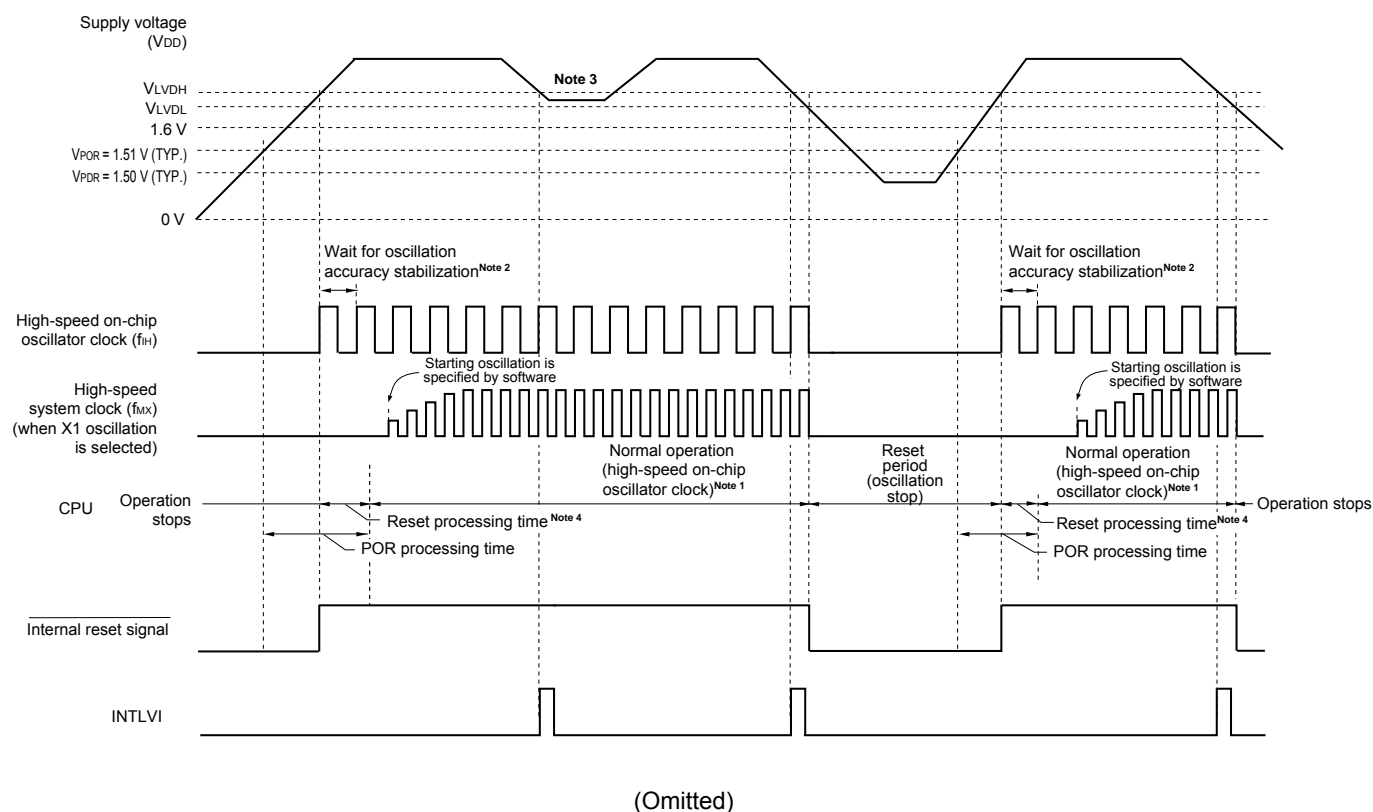 Supply voltage
(VDD)
Note 3
VLVDH
VLVDL
1.6 V
VPOR = 1.51 V (TYP.)
VPDR = 1.50 V (TYP.)
0 V
Wait for oscillation
accuracy stabilizationNote 2
Wait for oscillation
accuracy stabilizationNote 2
High-speed on-chip
oscillator clock (fIH)
Starting oscillation is
specified by software
Starting oscillation is
specified by software
High-speed
system clock (fMX)
(when X1 oscillation
is selected)
Normal operation
(high-speed on-chip
oscillator clock)Note 1
Reset
period
(oscillation
stop)
Normal operation
(high-speed on-chip
oscillator clock)Note 1
CPU
Operation
stops
Operation stops
Reset processing timeNote 4
Reset processing timeNote 4
POR processing time
POR processing time
Internal reset signal
INTLVI
(Omitted)